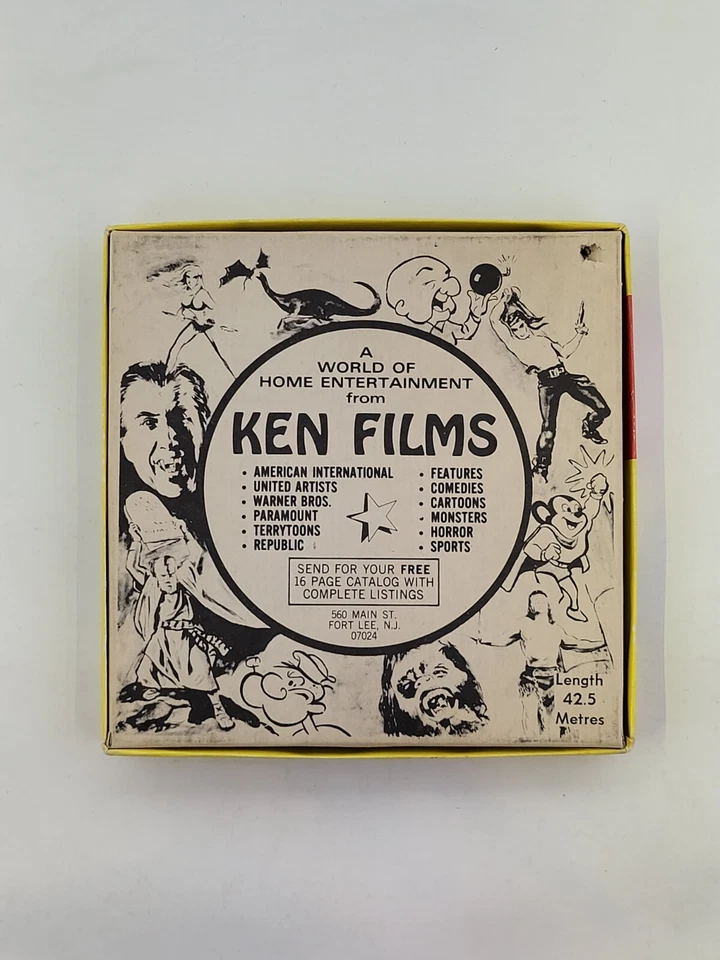 A
WORLD OF
HOME ENTERTAINMENT
from
KEN FILMS
• AMERICAN INTERNATIONAL
• UNITED ARTISTS
• WARNER BROS.
• PARAMOUNT
• TERRYTOONS
• REPUBLIC
• FEATURES
• COMEDIES
• CARTOONS
• MONSTERS
• HORROR
• SPORTS
SEND FOR YOUR FREE
16 PAGE CATALOG WITH
COMPLETE LISTINGS
560 MAIN ST.
FORT LEE, N.J.
07024
Length
42.5
Metres